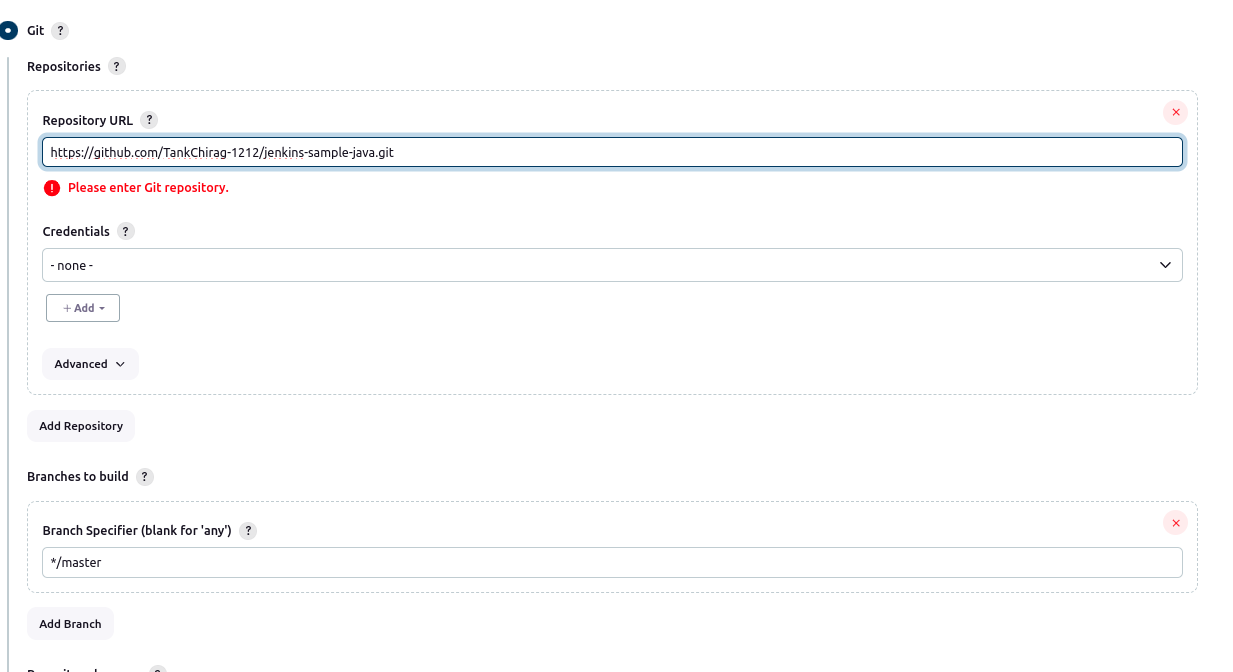 Git ?
Repositories ?
Repository URL ?
https://github.com/TankChirag-1212/jenkins-sample-java.git
Please enter Git repository.
Credentials ?
- none -
+ Add
Advanced
Add Repository
Branches to build ?
Branch Specifier (blank for 'any') ?
*/master
Add Branch